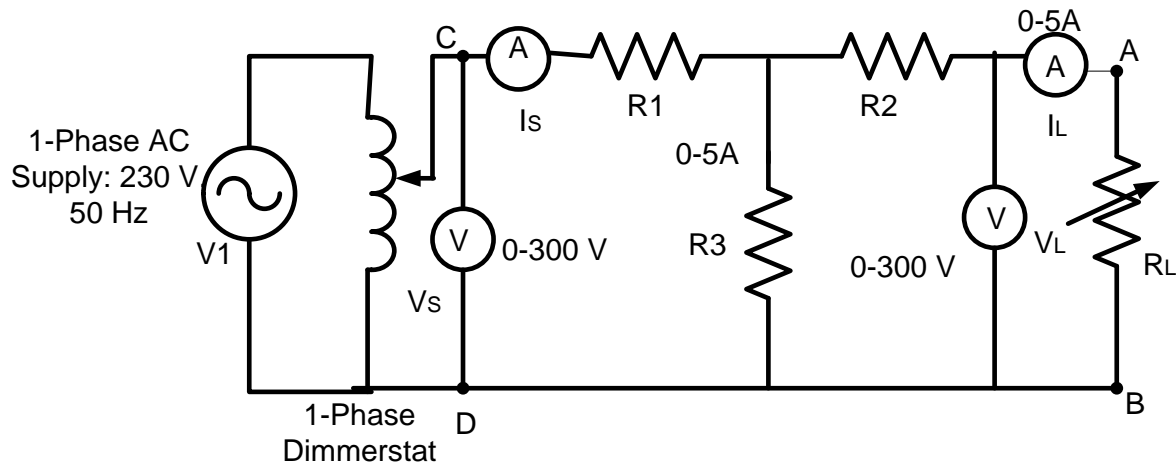 0-5A
C
A
A
A
R1
R2
IS
IL
1-Phase AC
Supply: 230 V,
50 Hz
0-5A
V1
V
0-300 V
R3
V
VL
RL
0-300 V
VS
1-Phase
Dimmerstat
D
B